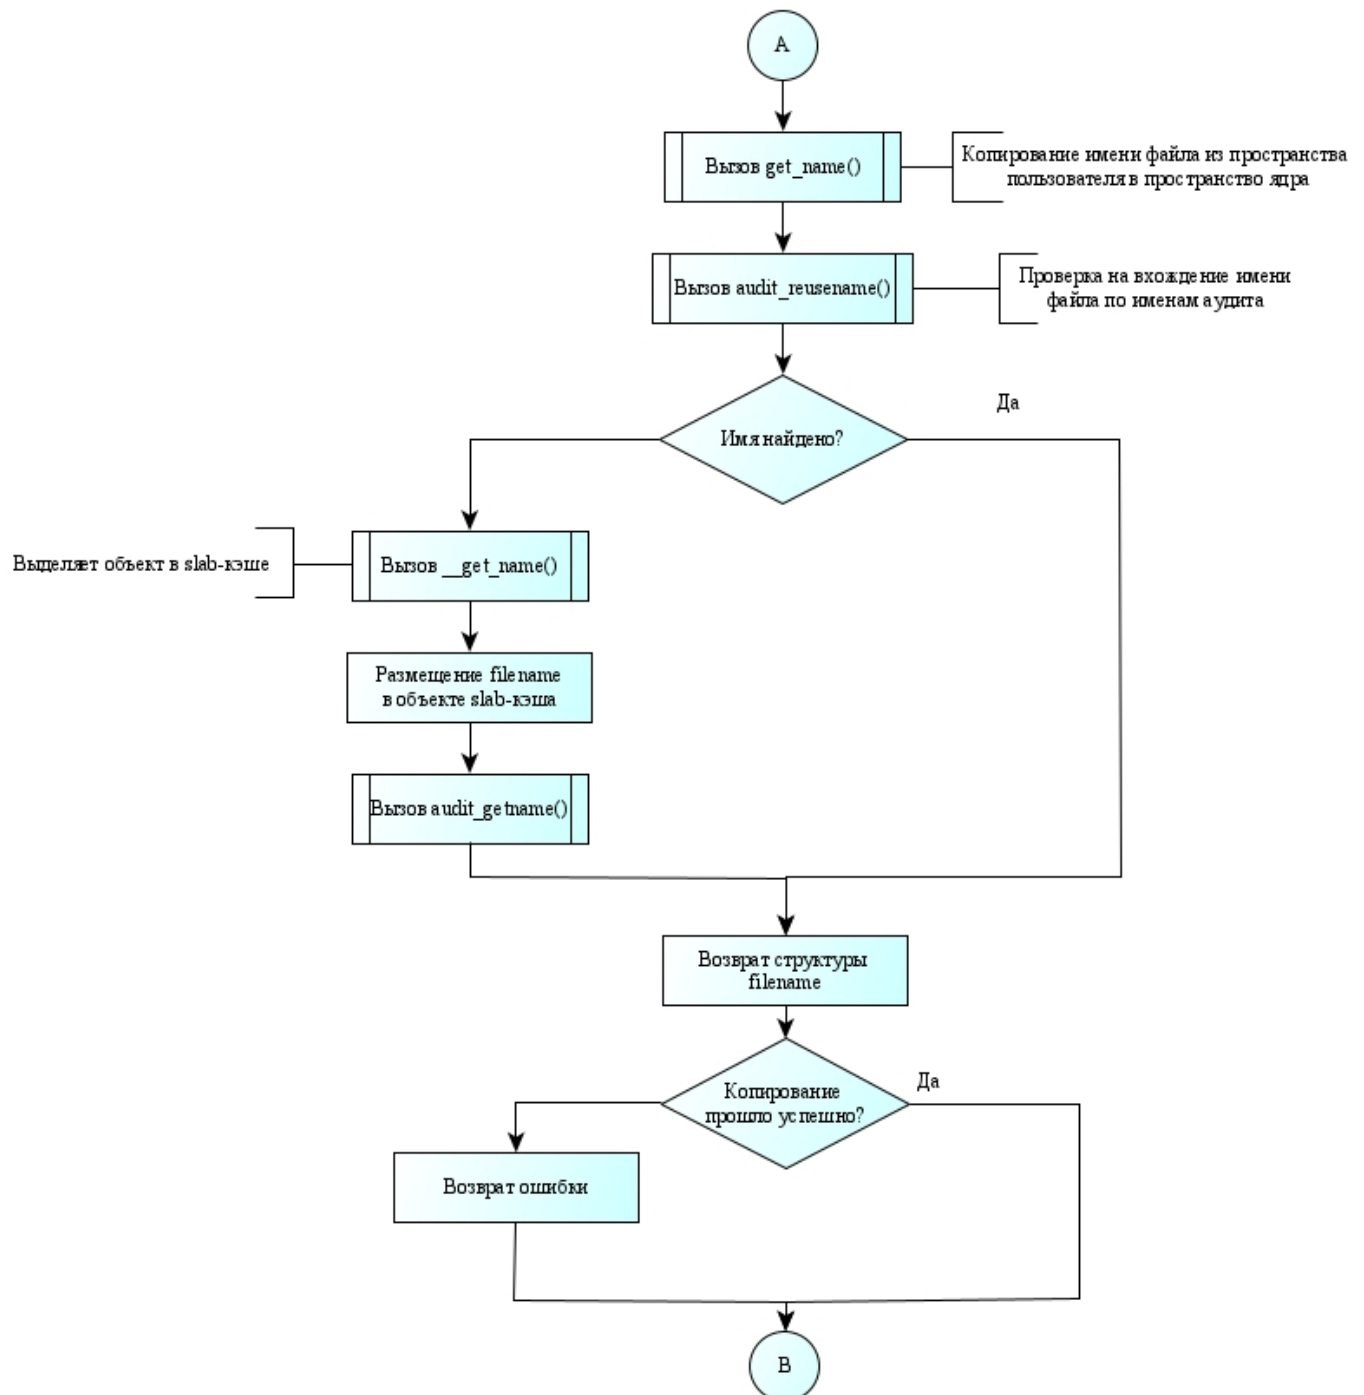 A
Вызов get_name()
Копирование имени файла из пространства
пользователя в пространство ядра
Вызов audit_reusename()
Проверка на вхождение имени
файла по именам аудита
Да
Имя найдено?
Выделяет объект в slab-кэше
Вызов __get_name()
Размещение filename
в объекте slab-кэша
Вызов audit_getname()
Возврат структуры
filename
Да
Копирование
прошло успешно?
Возврат ошибки
B